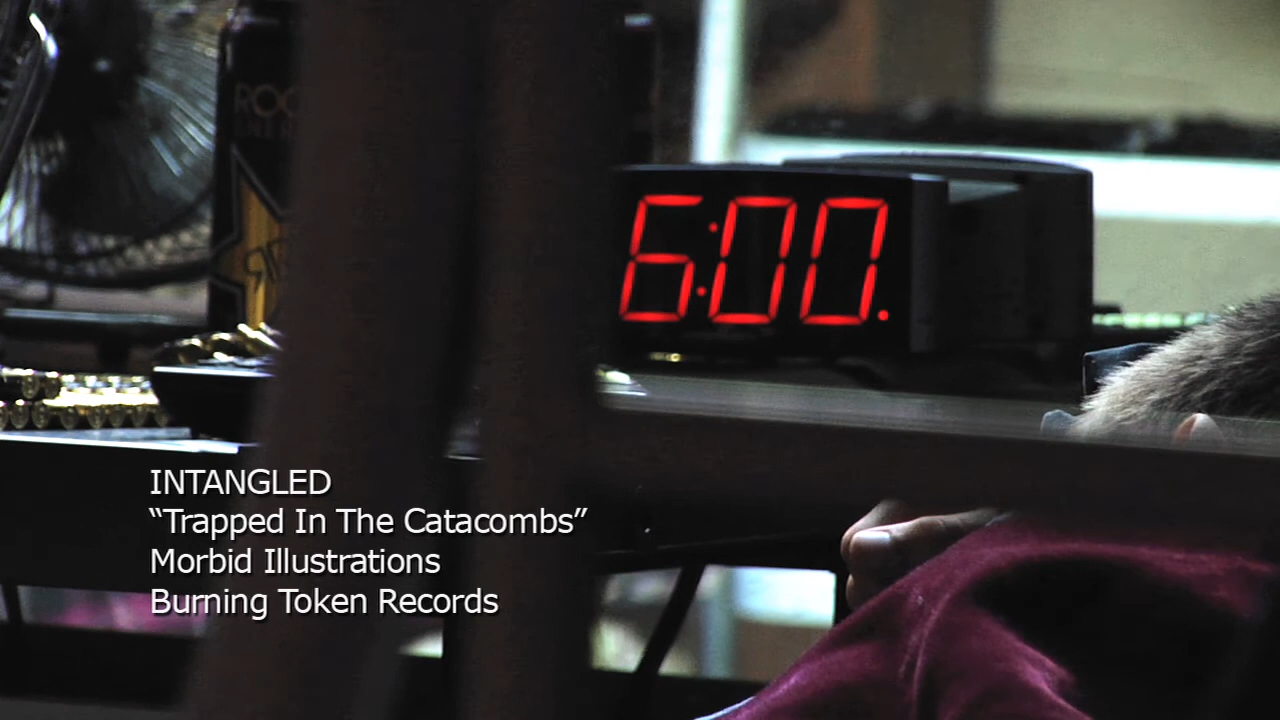 6:00.
INTANGLED
“Trapped In The Catacombs”
Morbid Illustrations
Burning Token Records